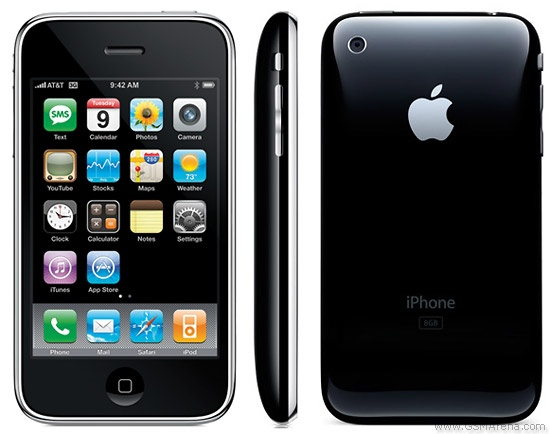 AT&T 3G 9:42 AM
SMS Tuesday 9 280 73°
Text Calendar Photos Camera
YouTube Stocks Maps Weather
Clock Calculator Notes Settings
iTunes App Store
Phone Mail Safari iPod
iPhone
8GB
www.GSMArena.com